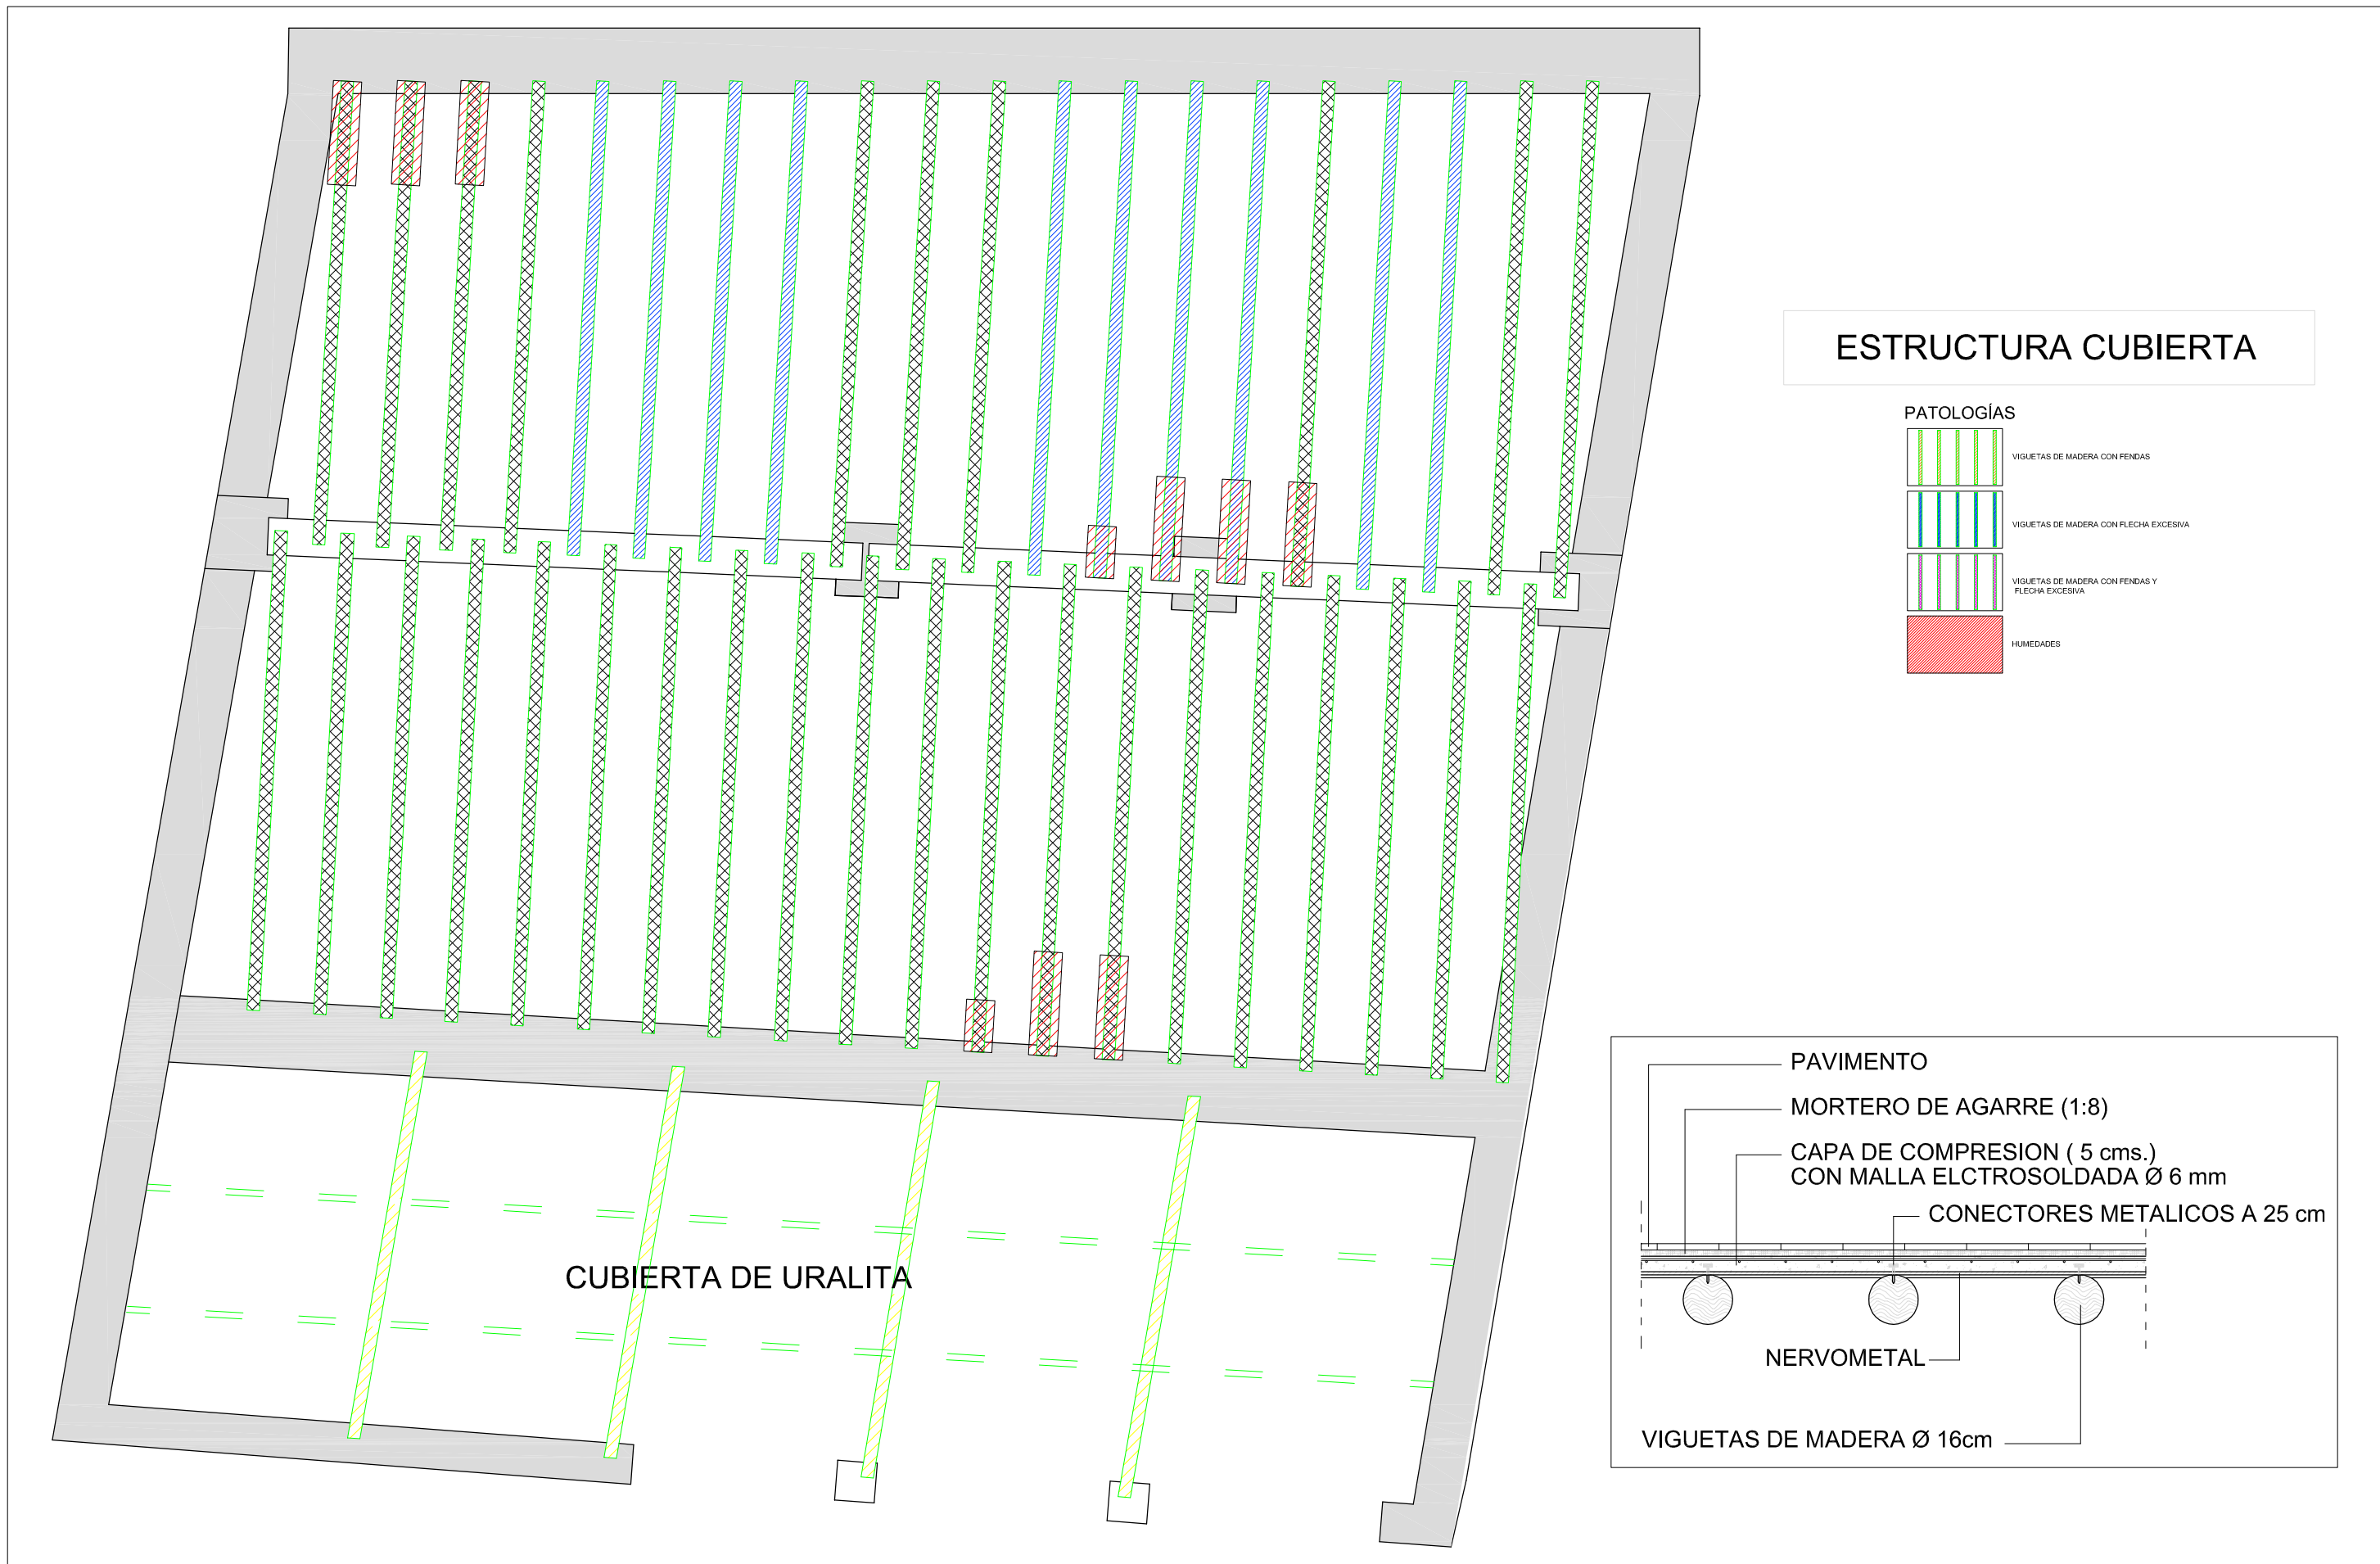 ESTRUCTURA CUBIERTA
PATOLOGÍAS
VIGUETAS DE MADERA CON FENDAS
VIGUETAS DE MADERA CON FLECHA EXCESIVA
VIGUETAS DE MADERA CON FENDAS Y
FLECHA EXCESIVA
HUMEDADES
PAVIMENTO
MORTERO DE AGARRE (1:8)
CAPA DE COMPRESION ( 5 cms.)
CON MALLA ELCTROSOLDADA Ø 6 mm
CONECTORES METALICOS A 25 cm
NERVOMETAL
VIGUETAS DE MADERA Ø 16cm
CUBIERTA DE URALITA